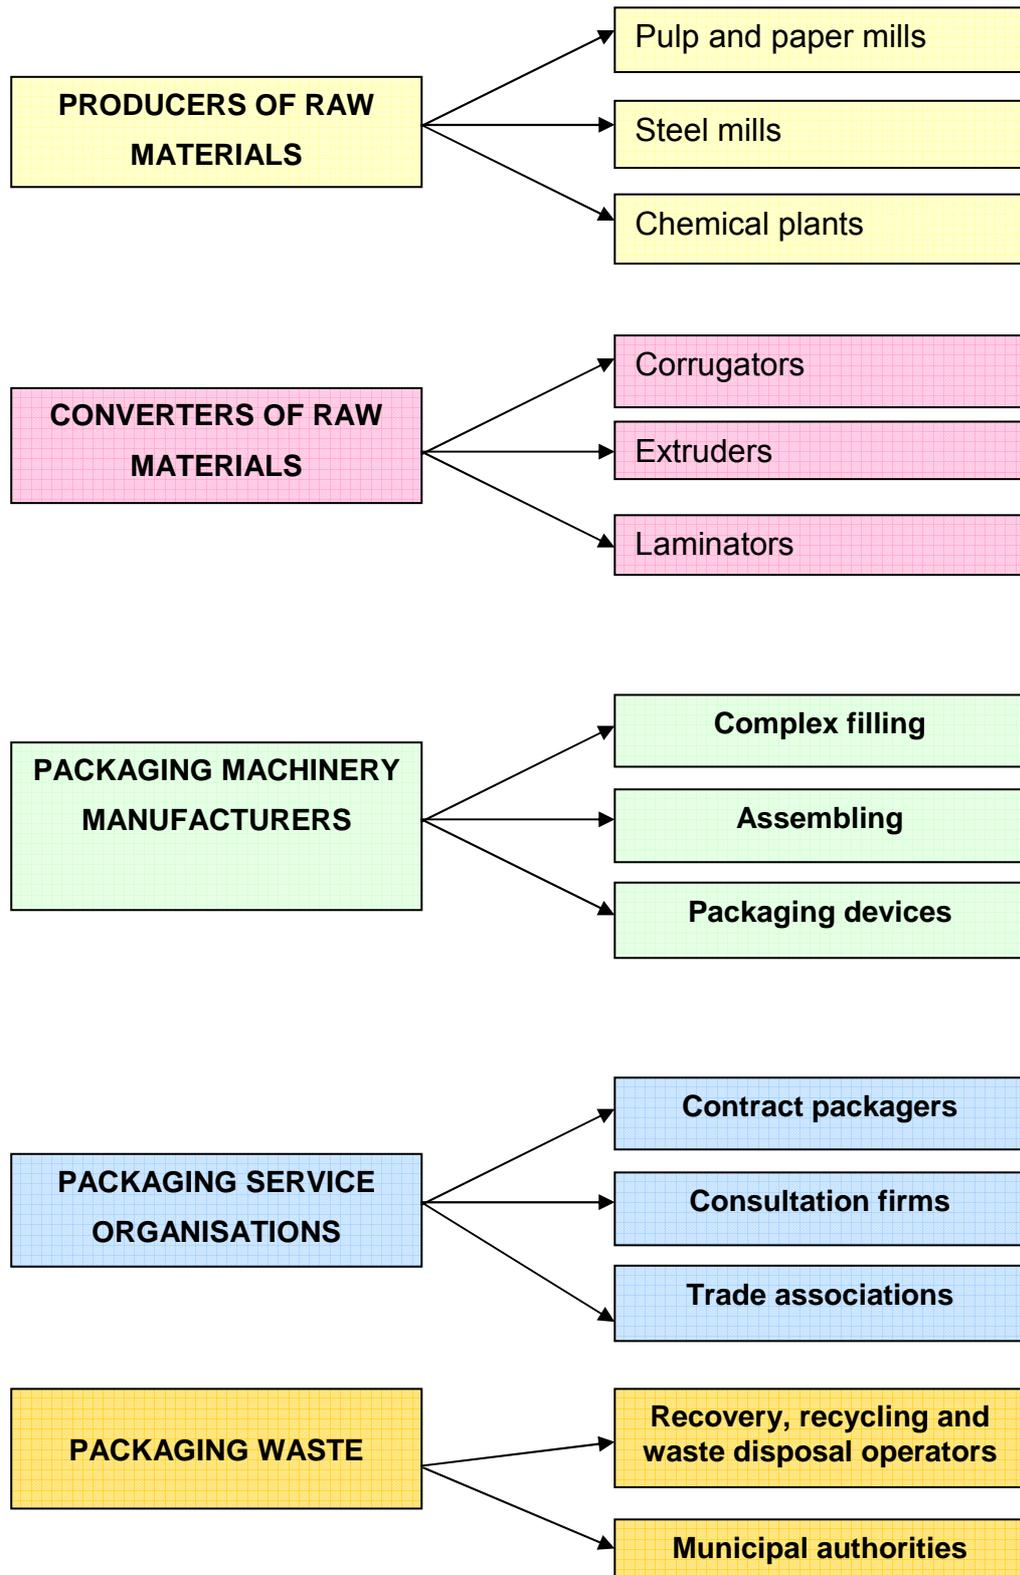 PRODUCERS OF RAW
MATERIALS
Pulp and paper mills
Steel mills
Chemical plants
CONVERTERS OF RAW
MATERIALS
Corrugators
Extruders
Laminators
PACKAGING MACHINERY
MANUFACTURERS
Complex filling
Assembling
Packaging devices
PACKAGING SERVICE
ORGANISATIONS
Contract packagers
Consultation firms
Trade associations
PACKAGING WASTE
Recovery, recycling and
waste disposal operators
Municipal authorities